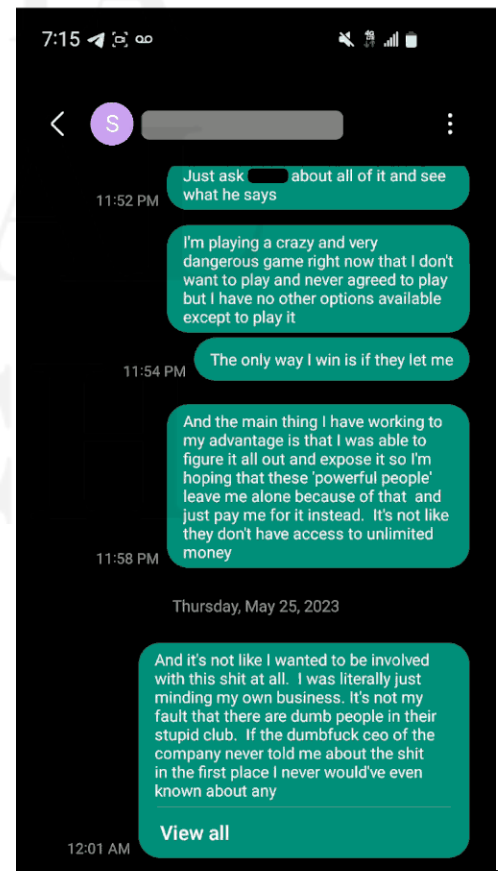 7:15
S
Just ask about all of it and see
what he says
11:52 PM
I'm playing a crazy and very
dangerous game right now that I don't
want to play and never agreed to play
but I have no other options available
except to play it
The only way I win is if they let me
11:54 PM
And the main thing I have working to
my advantage is that I was able to
figure it all out and expose it so I'm
hoping that these 'powerful people'
leave me alone because of that and
just pay me for it instead. It's not like
they don't have access to unlimited
money
11:58 PM
Thursday, May 25, 2023
And it's not like I wanted to be involved
with this shit at all. I was literally just
minding my own business. It's not my
fault that there are dumb people in their
stupid club. If the dumbfuck ceo of the
company never told me about the shit
in the first place I never would've even
known about any
View all
12:01 AM